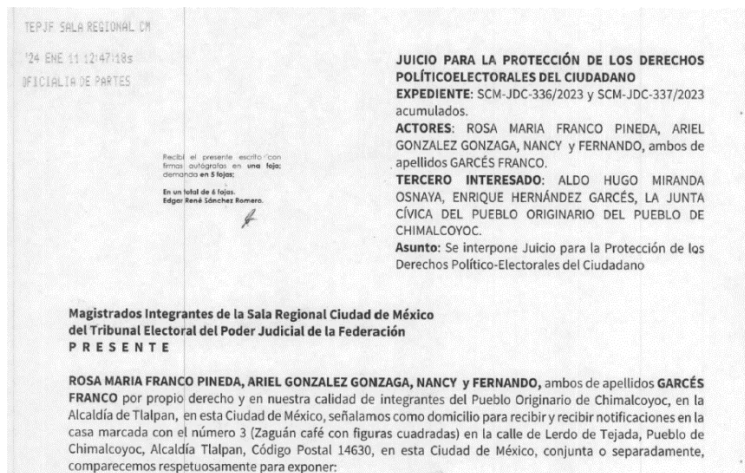 TEPJF SALA REGIONAL CM
'24 ENE 11 12:47:18s
OFICIALIA DE PARTES
JUICIO PARA LA PROTECCIÓN DE LOS DERECHOS
POLÍTICOELECTORALES DEL CIUDADANO
EXPEDIENTE: SCM-JDC-336/2023 y SCM-JDC-337/2023
acumulados.
ACTORES: ROSA MARIA FRANCO PINEDA, ARIEL
GONZALEZ GONZAGA, NANCY y FERNANDO, ambos de
apellidos GARCÉS FRANCO.
TERCERO INTERESADO: ALDO HUGO MIRANDA
OSNAYA, ENRIQUE HERNÁNDEZ GARCÉS, LA JUNTA
CÍVICA DEL PUEBLO ORIGINARIO DEL PUEBLO DE
CHIMALCOYOC.
Asunto: Se interpone Juicio para la Protección de los
Derechos Político-Electorales del Ciudadano
Recibí el presente escrito con
firmas autógrafas en una foja;
demanda en 5 fojas;
En un total de 6 fojas.
Edgar René Sánchez Romero.
Magistrados Integrantes de la Sala Regional Ciudad de México
del Tribunal Electoral del Poder Judicial de la Federación
P R E S E N T E
ROSA MARIA FRANCO PINEDA, ARIEL GONZALEZ GONZAGA, NANCY y FERNANDO, ambos de apellidos GARCÉS
FRANCO por propio derecho y en nuestra calidad de integrantes del Pueblo Originario de Chimalcoyoc, en la
Alcaldía de Tlalpan, en esta Ciudad de México, señalamos como domicilio para recibir y recibir notificaciones en la
casa marcada con el número 3 (Zaguán café con figuras cuadradas) en la calle de Lerdo de Tejada, Pueblo de
Chimalcoyoc, Alcaldía Tlalpan, Código Postal 14630, en esta Ciudad de México, conjunta o separadamente,
comparecemos respetuosamente para exponer: